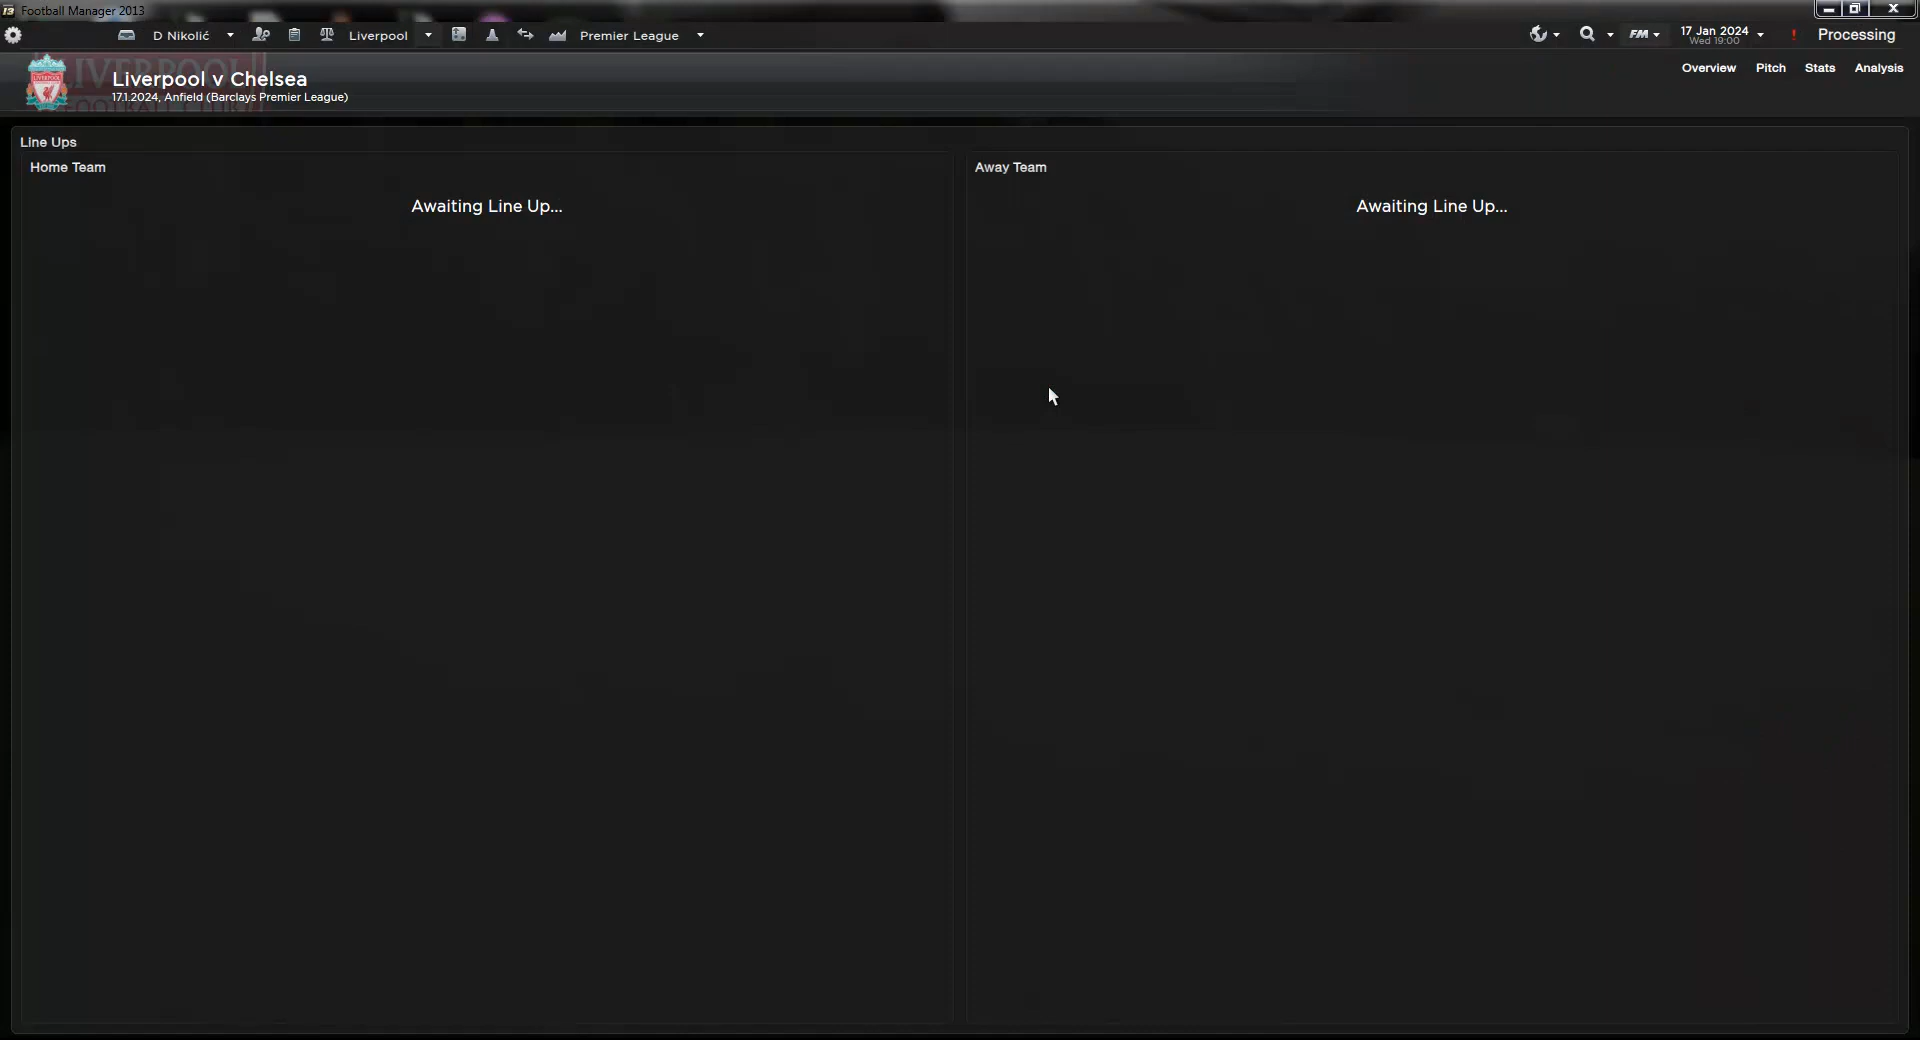 Football Manager 2013
D Nikolić
Liverpool
Premier League
FM
17 Jan 2024
Wed 19:00
!
Processing
Liverpool v Chelsea
17.1.2024, Anfield (Barclays Premier League)
Overview
Pitch
Stats
Analysis
Line Ups
Home Team
Away Team
Awaiting Line Up...
Awaiting Line Up...